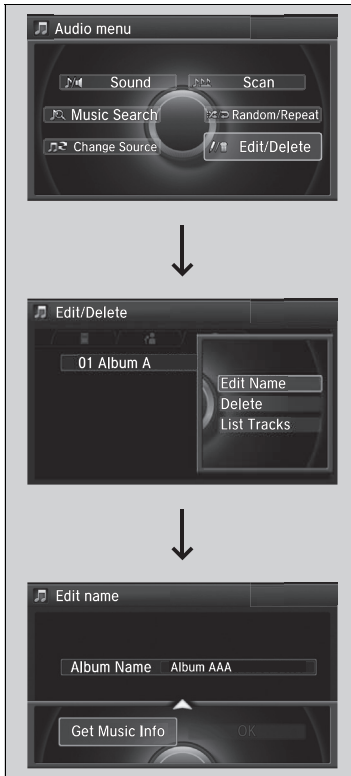 Audio menu
Sound
Scan
Music Search
Random/Repeat
Change Source
Edit/Delete
Edit/Delete
01 Album A
Edit Name
Delete
List Tracks
Edit name
Album Name Album AAA
Get Music Info
OK